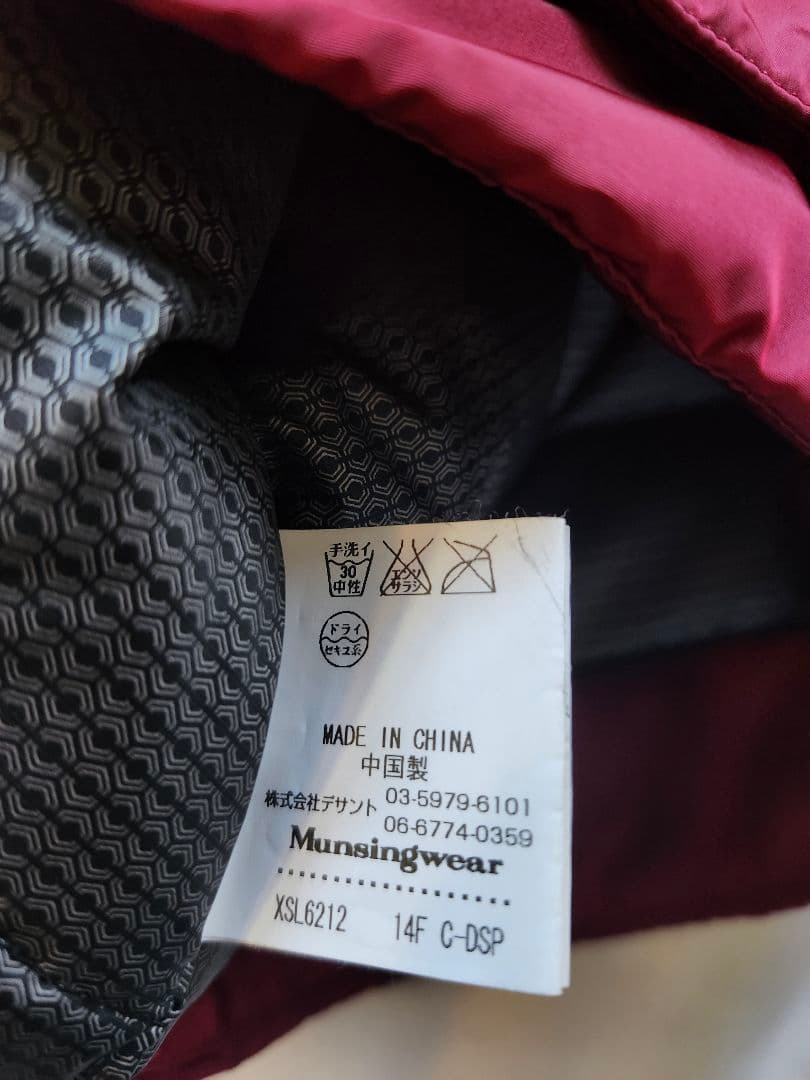 手洗イ
30
中性
エンソ
サラシ
ドライ
セキユ系
MADE IN CHINA
中国製
株式会社デサント 03-5979-6101
06-6774-0359
Munsingwear
XSL6212 14F C-DSP